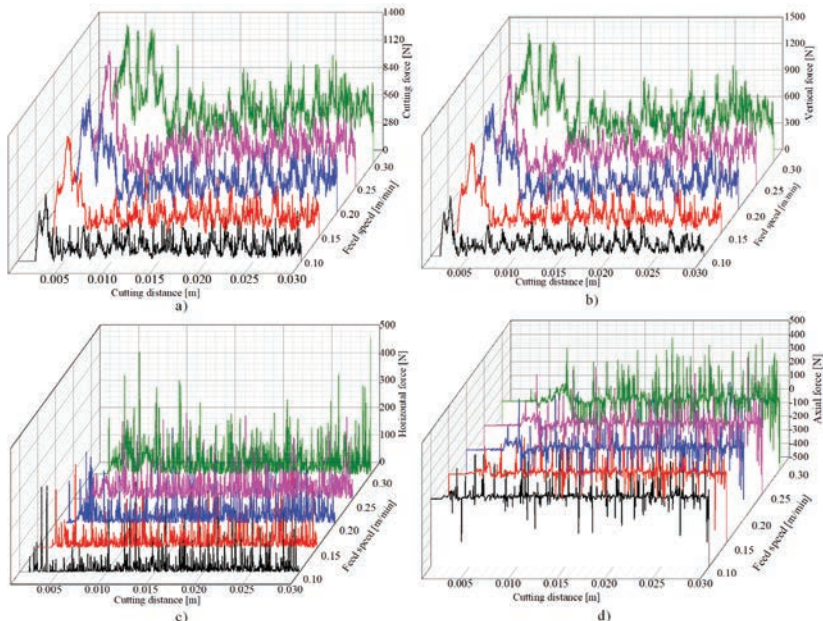 1400
1120
840
560
280
0
Cutting force [N]
0.30
0.25
0.20
0.15
0.10
Feed speed [m/min]
0.005 0.010 0.015 0.020 0.025 0.030
Cutting distance [m]
a)
1500
1200
900
600
300
0
Vertical force [N]
0.30
0.25
0.20
0.15
0.10
Feed speed [m/min]
0.005 0.010 0.015 0.020 0.025 0.030
Cutting distance [m]
b)
500
400
300
200
100
0
Horizontal force [N]
0.30
0.25
0.20
0.15
0.10
Feed speed [m/min]
0.005 0.010 0.015 0.020 0.025 0.030
Cutting distance [m]
c)
500
400
300
200
100
0
-100
-200
-300
-400
-500
Axial force [N]
0.30
0.25
0.20
0.15
0.10
Feed speed [m/min]
0.005 0.010 0.015 0.020 0.025 0.030
Cutting distance [m]
d)